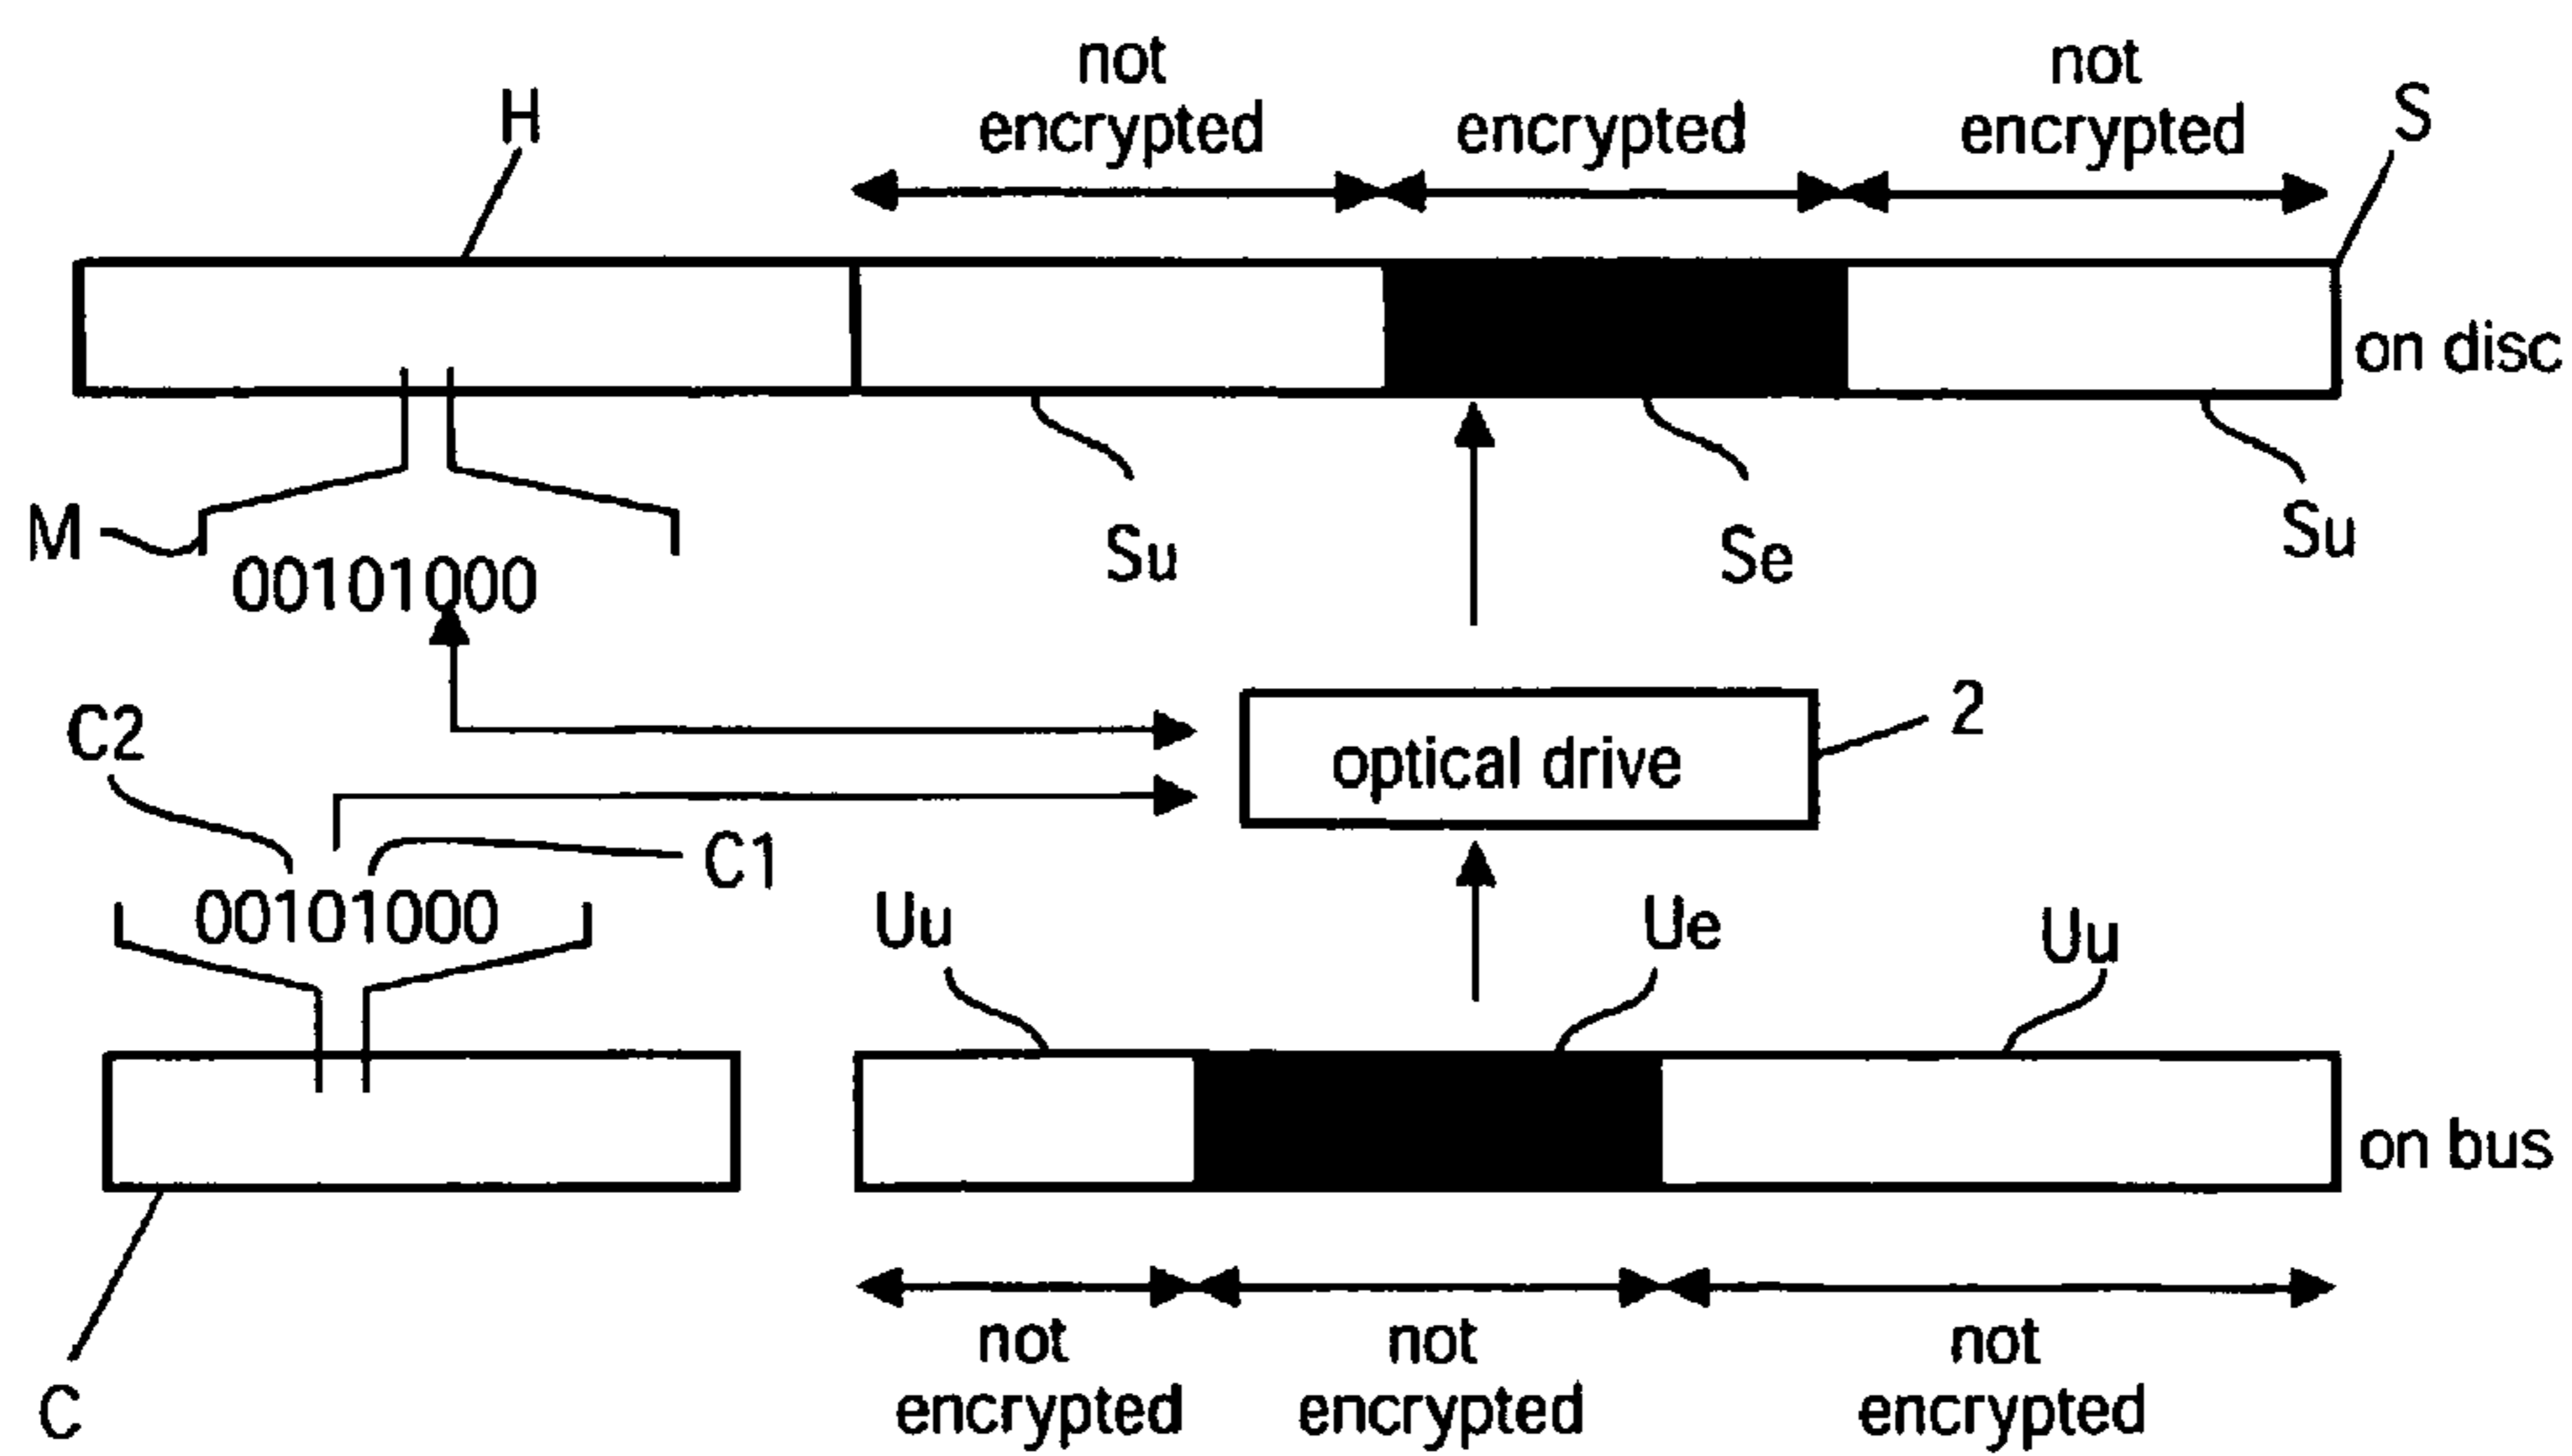 not
encrypted
encrypted
not
encrypted
H
S
on disc
M
00101000
Su
Se
Su
C2
optical drive
2
C1
00101000
Uu
Ue
Uu
on bus
C
not
encrypted
not
encrypted
not
encrypted